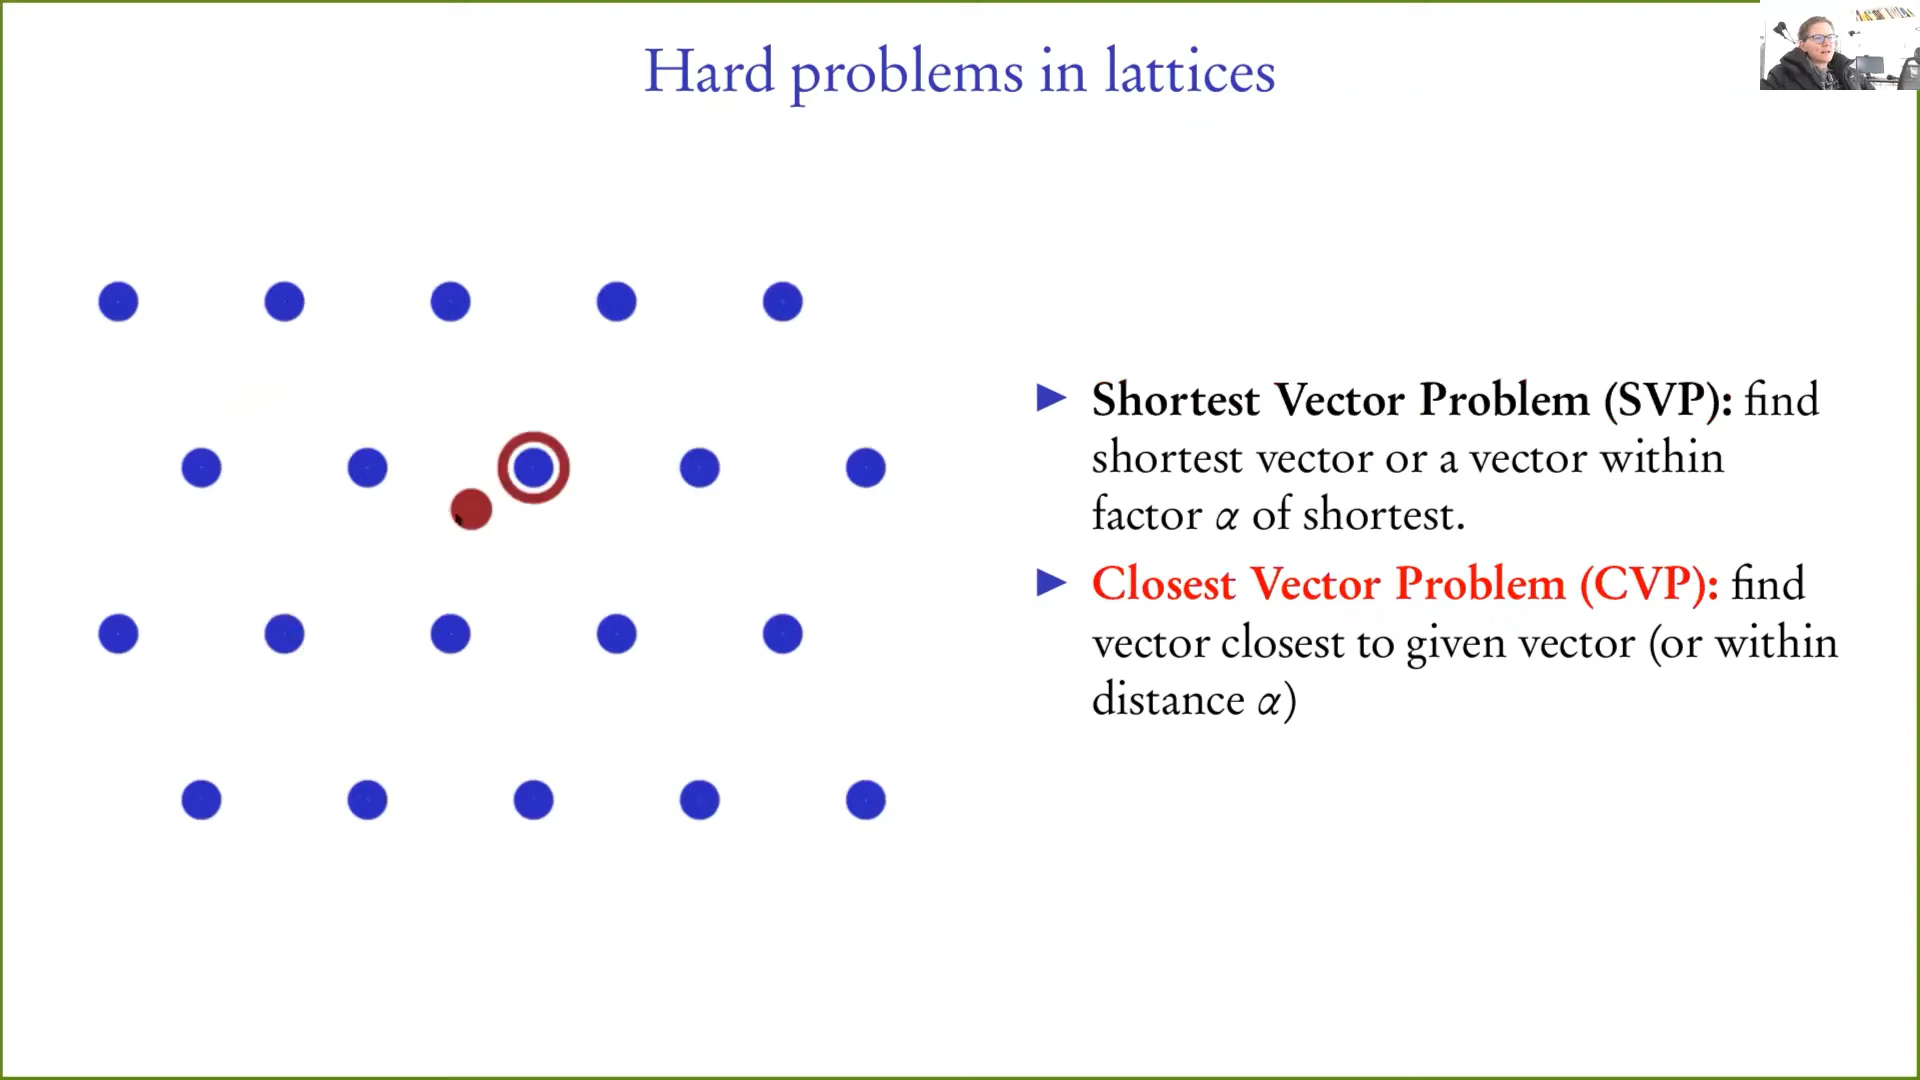 Hard problems in lattices
▶ Shortest Vector Problem (SVP): find
shortest vector or a vector within
factor α of shortest.
▶ Closest Vector Problem (CVP): find
vector closest to given vector (or within
distance α)